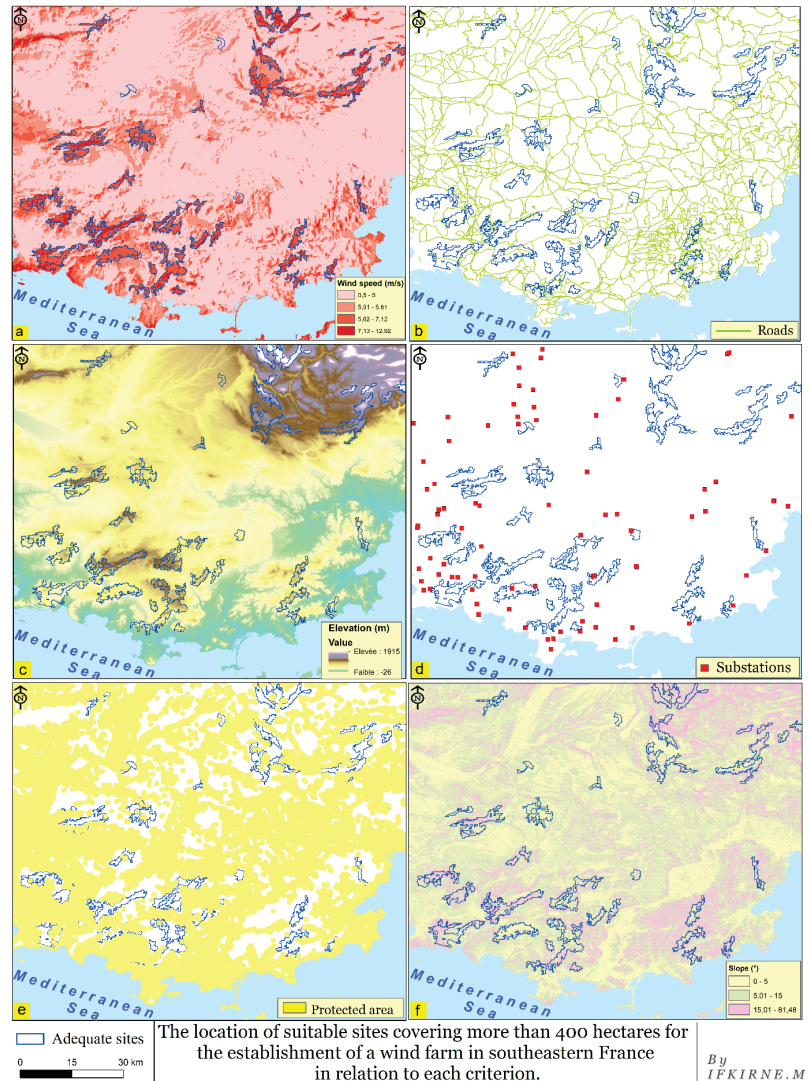 N
Mediterranean
Sea
Wind speed (m/s)
0,5 - 5
5,01 - 5,61
5,62 - 7,12
7,13 - 12,92
a
N
Mediterranean
Sea
Roads
b
N
Mediterranean
Sea
Elevation (m)
Value
Elevée : 1915
Faible : -26
c
N
Mediterranean
Sea
Substations
d
N
Mediterranean
Sea
Protected area
e
N
Mediterranean
Sea
Slope (°)
0 - 5
5,01 - 15
15,01 - 81,48
f
Adequate sites
0 15 30 km
The location of suitable sites covering more than 400 hectares for
the establishment of a wind farm in southeastern France
in relation to each criterion.
By
IFKIRNE.M